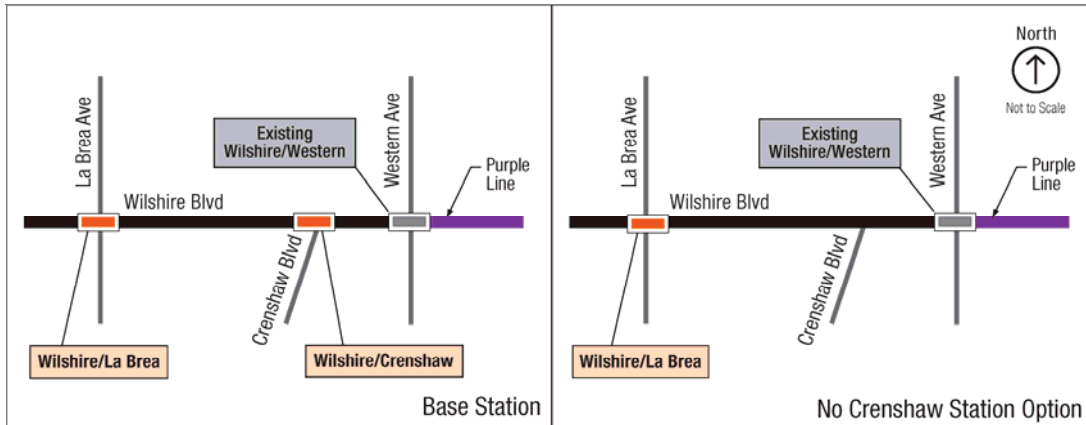 La Brea Ave
Existing
Wilshire/Western
Western Ave
Purple
Line
Wilshire Blvd
Crenshaw Blvd
Wilshire/La Brea
Wilshire/Crenshaw
Base Station
North
Not to Scale
La Brea Ave
Existing
Wilshire/Western
Western Ave
Purple
Line
Wilshire Blvd
Crenshaw Blvd
Wilshire/La Brea
No Crenshaw Station Option